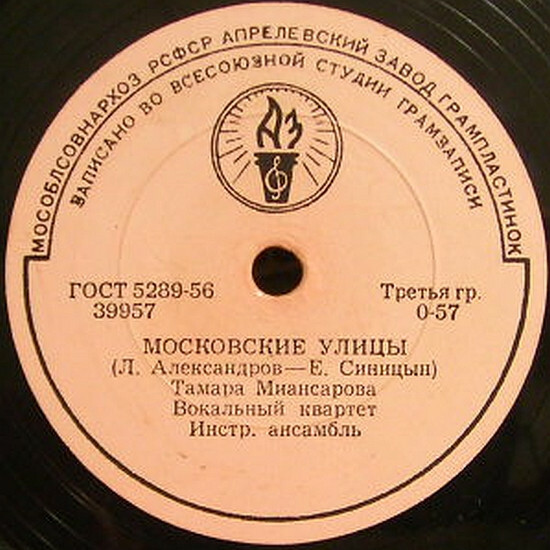 МОСОБЛСОВНАРХОЗ РСФСР АПРЕЛЕВСКИЙ ЗАВОД ГРАМПЛАСТИНОК
ЗАПИСАНО ВО ВСЕСОЮЗНОЙ СТУДИИ ГРАМЗАПИСИ
АЗ
ГОСТ 5289-56
39957
Третья гр.
0-57
МОСКОВСКИЕ УЛИЦЫ
(Л. Александров — Е. Синицын)
Тамара Миансарова
Вокальный квартет
Инстр. ансамбль